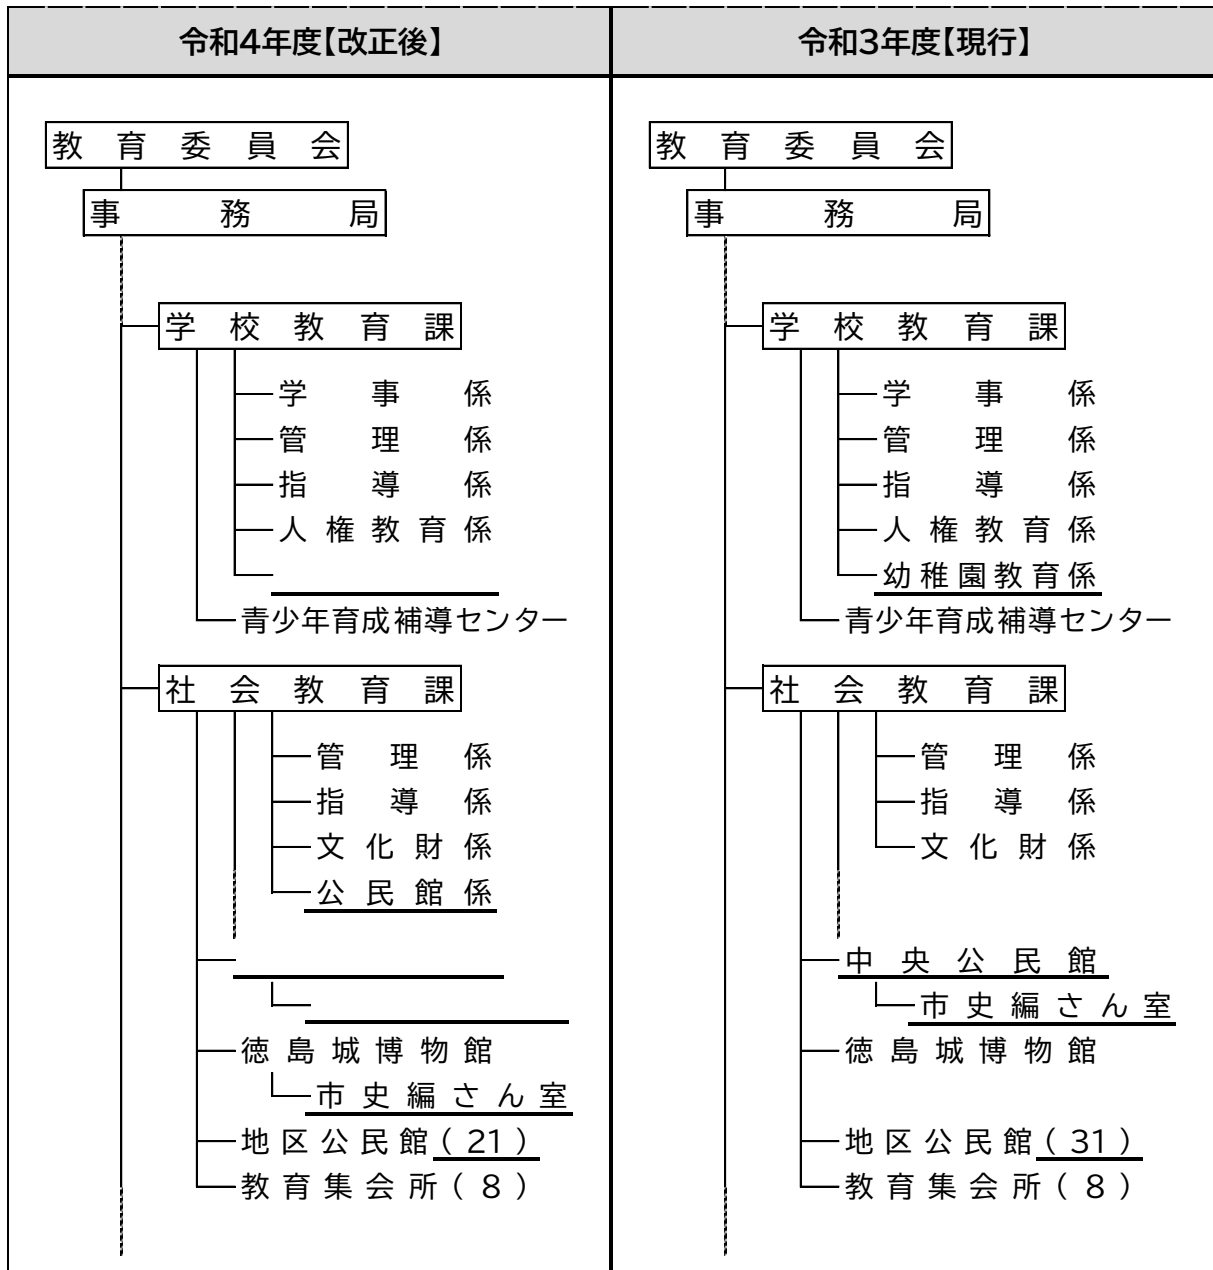 令和4年度【改正後】
教育委員会
事務局
学校教育課
学事係
管理係
指導係
人権教育係
青少年育成補導センター
社会教育課
管理係
指導係
文化財係
公民館係
徳島城博物館
市史編さん室
地区公民館(21)
教育集会所(8)
令和3年度【現行】
教育委員会
事務局
学校教育課
学事係
管理係
指導係
人権教育係
幼稚園教育係
青少年育成補導センター
社会教育課
管理係
指導係
文化財係
中央公民館
市史編さん室
徳島城博物館
地区公民館(31)
教育集会所(8)